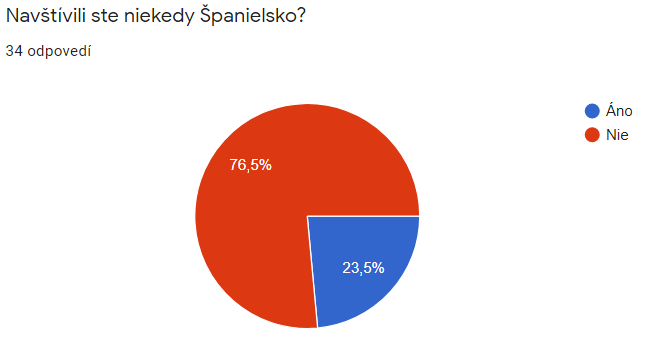 Navštívili ste niekedy Španielsko?
34 odpovedí
Áno
Nie
76,5%
23,5%